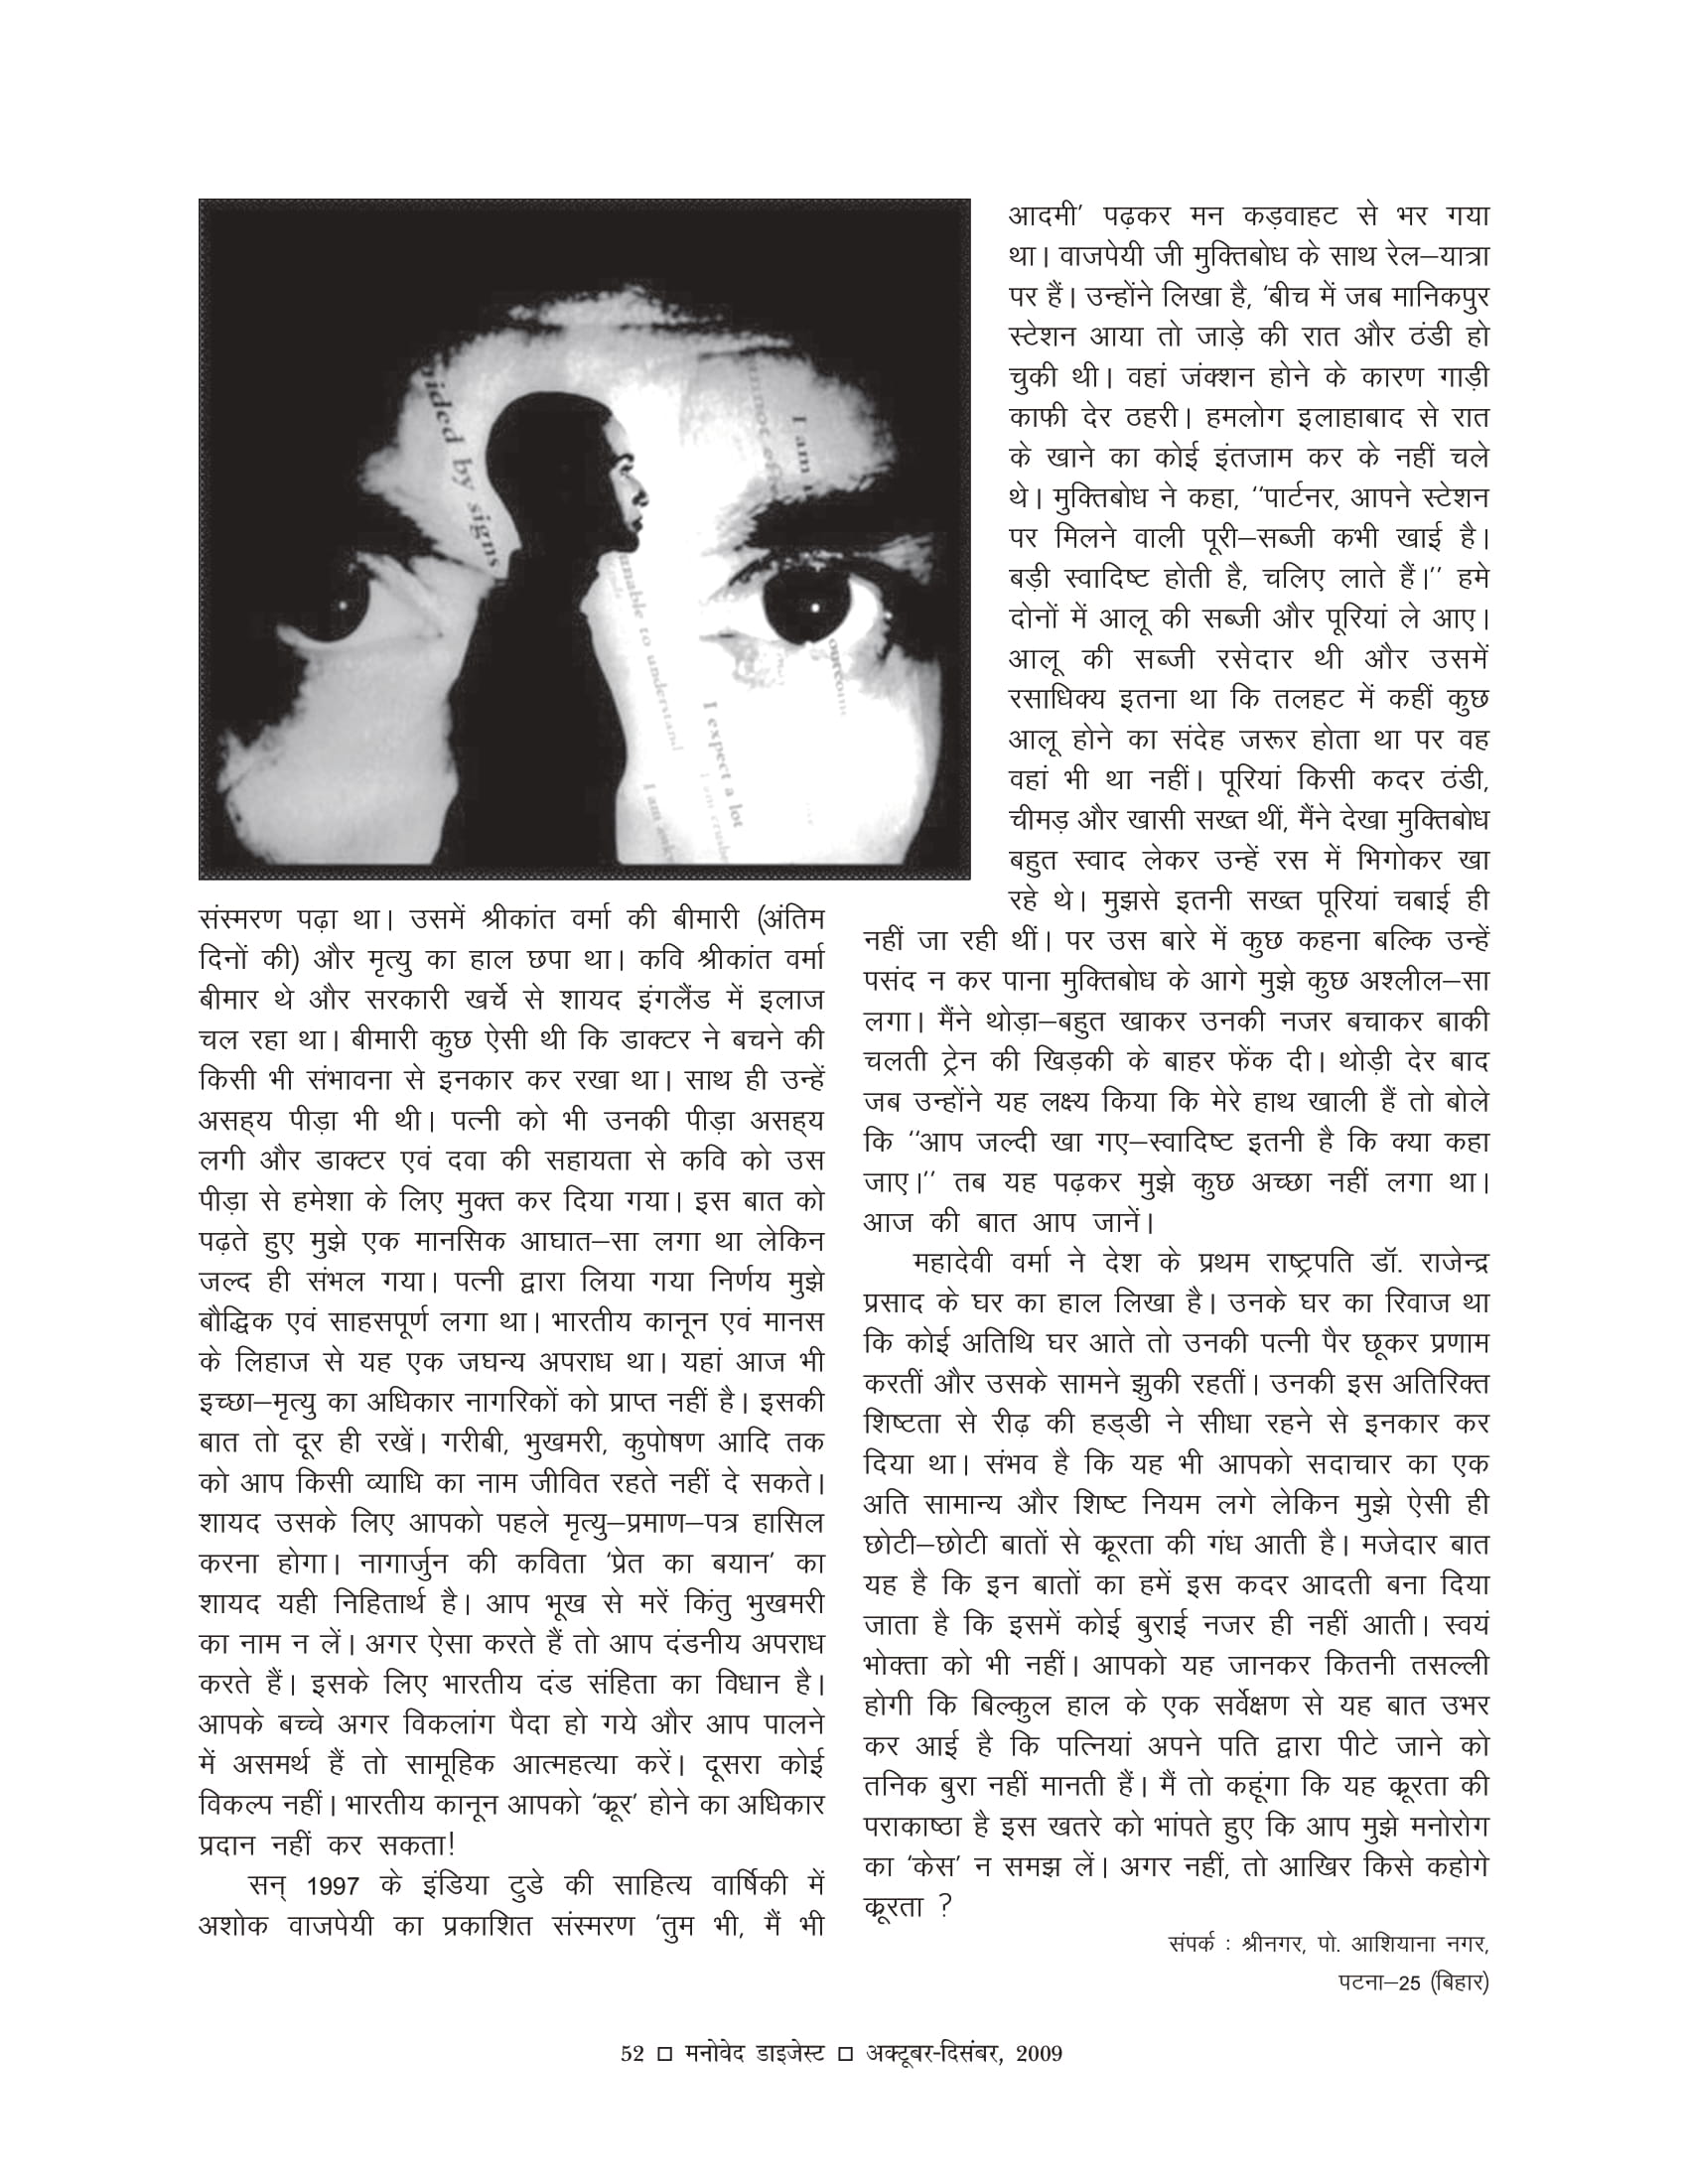 nided by signs
I am
unable to understand
I expect a lot
outcome
संस्मरण पढ़ा था। उसमें श्रीकांत वर्मा की बीमारी (अंतिम
दिनों की) और मृत्यु का हाल छपा था। कवि श्रीकांत वर्मा
बीमार थे और सरकारी खर्चे से शायद इंगलैंड में इलाज
चल रहा था। बीमारी कुछ ऐसी थी कि डाक्टर ने बचने की
किसी भी संभावना से इनकार कर रखा था। साथ ही उन्हें
असह्य पीड़ा भी थी। पत्नी को भी उनकी पीड़ा असह्य
लगी और डाक्टर एवं दवा की सहायता से कवि को उस
पीड़ा से हमेशा के लिए मुक्त कर दिया गया। इस बात को
पढ़ते हुए मुझे एक मानसिक आघात–सा लगा था लेकिन
जल्द ही संभल गया। पत्नी द्वारा लिया गया निर्णय मुझे
बौद्धिक एवं साहसपूर्ण लगा था। भारतीय कानून एवं मानस
के लिहाज से यह एक जघन्य अपराध था। यहां आज भी
इच्छा–मृत्यु का अधिकार नागरिकों को प्राप्त नहीं है। इसकी
बात तो दूर ही रखें। गरीबी, भुखमरी, कुपोषण आदि तक
को आप किसी व्याधि का नाम जीवित रहते नहीं दे सकते।
शायद उसके लिए आपको पहले मृत्यु–प्रमाण–पत्र हासिल
करना होगा। नागार्जुन की कविता 'प्रेत का बयान' का
शायद यही निहितार्थ है। आप भूख से मरें किंतु भुखमरी
का नाम न लें। अगर ऐसा करते हैं तो आप दंडनीय अपराध
करते हैं। इसके लिए भारतीय दंड संहिता का विधान है।
आपके बच्चे अगर विकलांग पैदा हो गये और आप पालने
में असमर्थ हैं तो सामूहिक आत्महत्या करें। दूसरा कोई
विकल्प नहीं। भारतीय कानून आपको 'क्रूर' होने का अधिकार
प्रदान नहीं कर सकता!
सन् 1997 के इंडिया टुडे की साहित्य वार्षिकी में
अशोक वाजपेयी का प्रकाशित संस्मरण 'तुम भी, मैं भी
आदमी' पढ़कर मन कड़वाहट से भर गया
था। वाजपेयी जी मुक्तिबोध के साथ रेल–यात्रा
पर हैं। उन्होंने लिखा है, 'बीच में जब मानिकपुर
स्टेशन आया तो जाड़े की रात और ठंडी हो
चुकी थी। वहां जंक्शन होने के कारण गाड़ी
काफी देर ठहरी। हमलोग इलाहाबाद से रात
के खाने का कोई इंतजाम कर के नहीं चले
थे। मुक्तिबोध ने कहा, ''पार्टनर, आपने स्टेशन
पर मिलने वाली पूरी–सब्जी कभी खाई है।
बड़ी स्वादिष्ट होती है, चलिए लाते हैं।'' हमे
दोनों में आलू की सब्जी और पूरियां ले आए।
आलू की सब्जी रसेदार थी और उसमें
रसाधिक्य इतना था कि तलहट में कहीं कुछ
आलू होने का संदेह जरूर होता था पर वह
वहां भी था नहीं। पूरियां किसी कदर ठंडी,
चीमड़ और खासी सख्त थीं, मैंने देखा मुक्तिबोध
बहुत स्वाद लेकर उन्हें रस में भिगोकर खा
रहे थे। मुझसे इतनी सख्त पूरियां चबाई ही
नहीं जा रही थीं। पर उस बारे में कुछ कहना बल्कि उन्हें
पसंद न कर पाना मुक्तिबोध के आगे मुझे कुछ अश्लील–सा
लगा। मैंने थोड़ा–बहुत खाकर उनकी नजर बचाकर बाकी
चलती ट्रेन की खिड़की के बाहर फेंक दी। थोड़ी देर बाद
जब उन्होंने यह लक्ष्य किया कि मेरे हाथ खाली हैं तो बोले
कि ''आप जल्दी खा गए–स्वादिष्ट इतनी है कि क्या कहा
जाए।'' तब यह पढ़कर मुझे कुछ अच्छा नहीं लगा था।
आज की बात आप जानें।
महादेवी वर्मा ने देश के प्रथम राष्ट्रपति डॉ. राजेन्द्र
प्रसाद के घर का हाल लिखा है। उनके घर का रिवाज था
कि कोई अतिथि घर आते तो उनकी पत्नी पैर छूकर प्रणाम
करतीं और उसके सामने झुकी रहतीं। उनकी इस अतिरिक्त
शिष्टता से रीढ़ की हड्डी ने सीधा रहने से इनकार कर
दिया था। संभव है कि यह भी आपको सदाचार का एक
अति सामान्य और शिष्ट नियम लगे लेकिन मुझे ऐसी ही
छोटी–छोटी बातों से क्रूरता की गंध आती है। मजेदार बात
यह है कि इन बातों का हमें इस कदर आदती बना दिया
जाता है कि इसमें कोई बुराई नजर ही नहीं आती। स्वयं
भोक्ता को भी नहीं। आपको यह जानकर कितनी तसल्ली
होगी कि बिल्कुल हाल के एक सर्वेक्षण से यह बात उभर
कर आई है कि पत्नियां अपने पति द्वारा पीटे जाने को
तनिक बुरा नहीं मानती हैं। मैं तो कहूंगा कि यह क्रूरता की
पराकाष्ठा है इस खतरे को भांपते हुए कि आप मुझे मनोरोग
का 'केस' न समझ लें। अगर नहीं, तो आखिर किसे कहोगे
क्रूरता ?
संपर्क : श्रीनगर, पो. आशियाना नगर,
पटना–25 (बिहार)
52 □ मनोवेद डाइजेस्ट □ अक्टूबर-दिसंबर, 2009